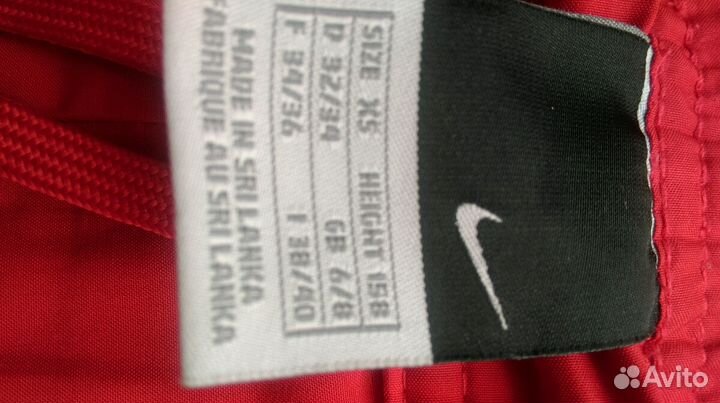 SIZE XS HEIGHT 158
D 32/34 GB 6/8
F 34/36 I 38/40
MADE IN SRI LANKA
FABRIQUE AU SRI LANKA
Avito